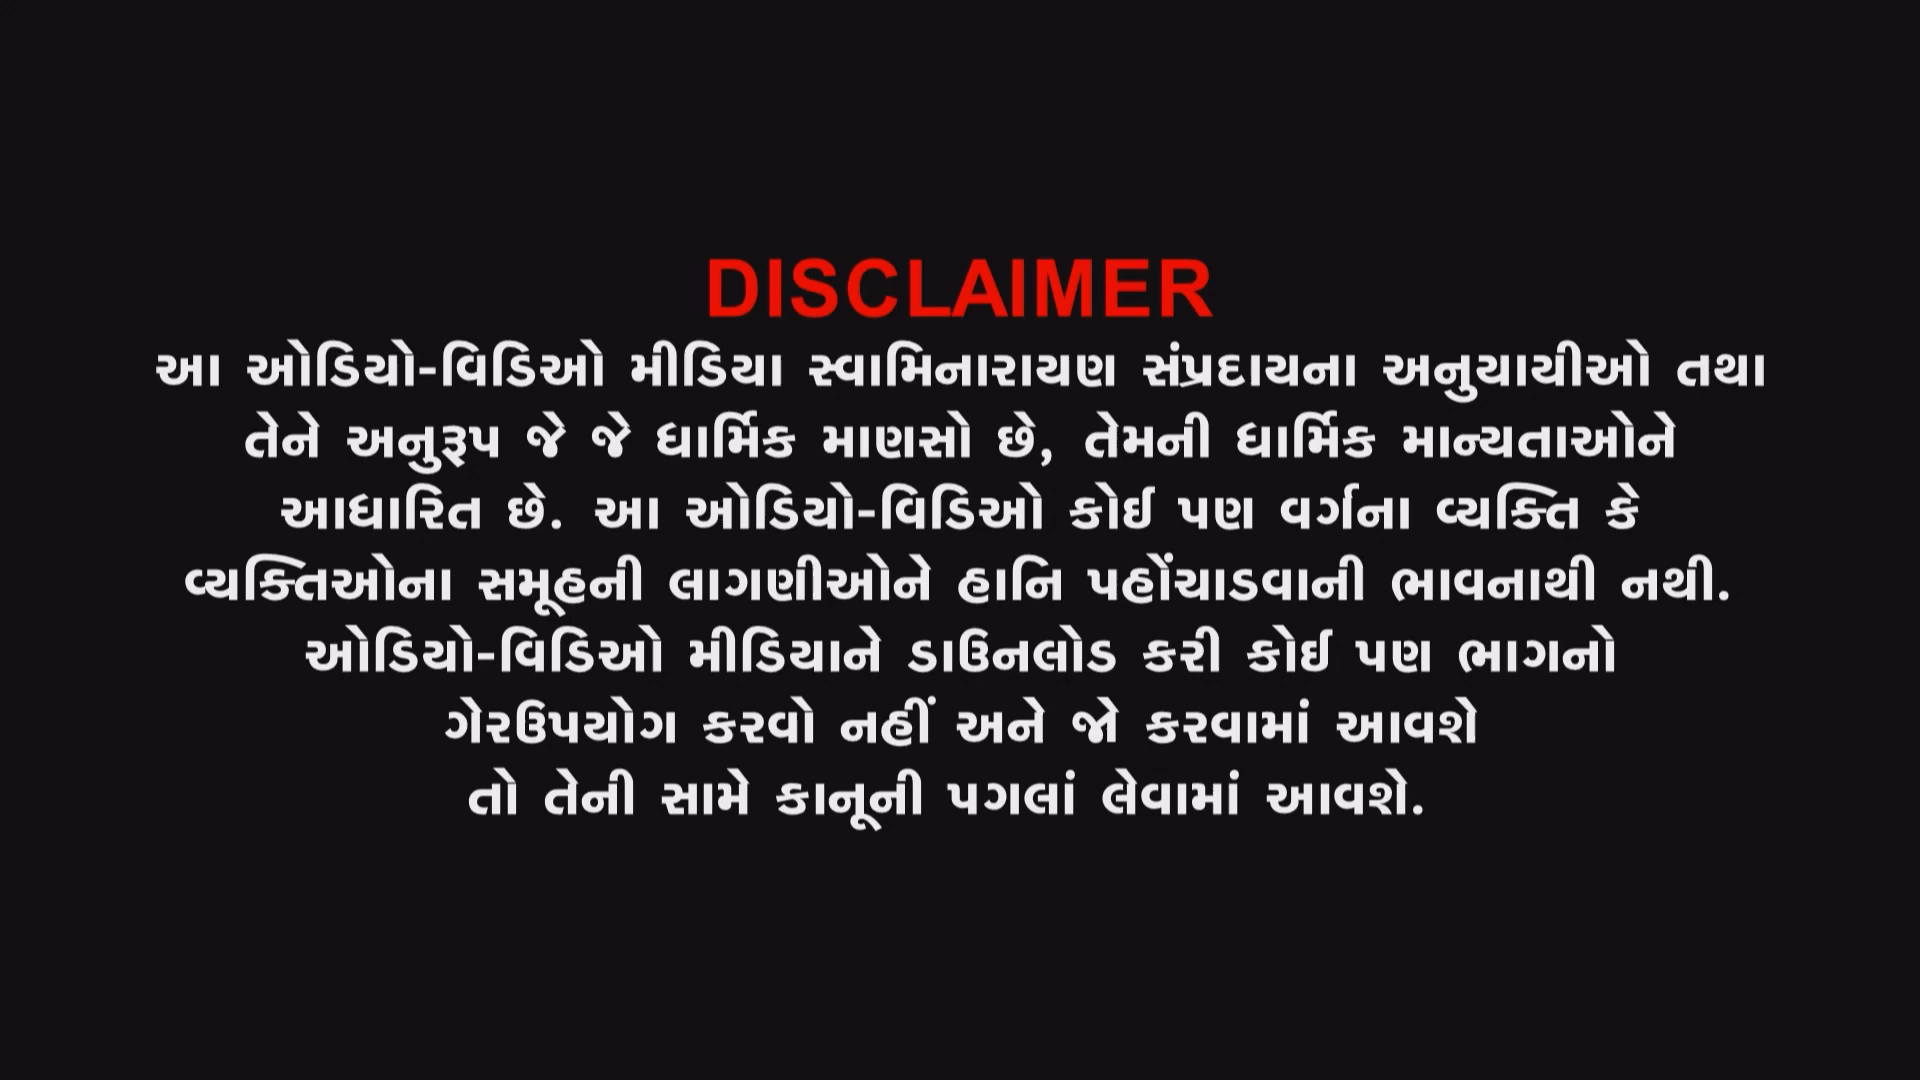 DISCLAIMER
આ ઓડિયો-વિડિઓ મીડિયા સ્વામિનારાયણ સંપ્રદાયના અનુયાયીઓ તથા
તેને અનુરૂપ જે જે ધાર્મિક માણસો છે, તેમની ધાર્મિક માન્યતાઓને
આધારિત છે. આ ઓડિયો-વિડિઓ કોઈ પણ વર્ગના વ્યક્તિ કે
વ્યક્તિઓના સમૂહની લાગણીઓને હાનિ પહોંચાડવાની ભાવનાથી નથી.
ઓડિયો-વિડિઓ મીડિયાને ડાઉનલોડ કરી કોઈ પણ ભાગનો
ગેરઉપયોગ કરવો નહીં અને જો કરવામાં આવશે
તો તેની સામે કાનૂની પગલાં લેવામાં આવશે.